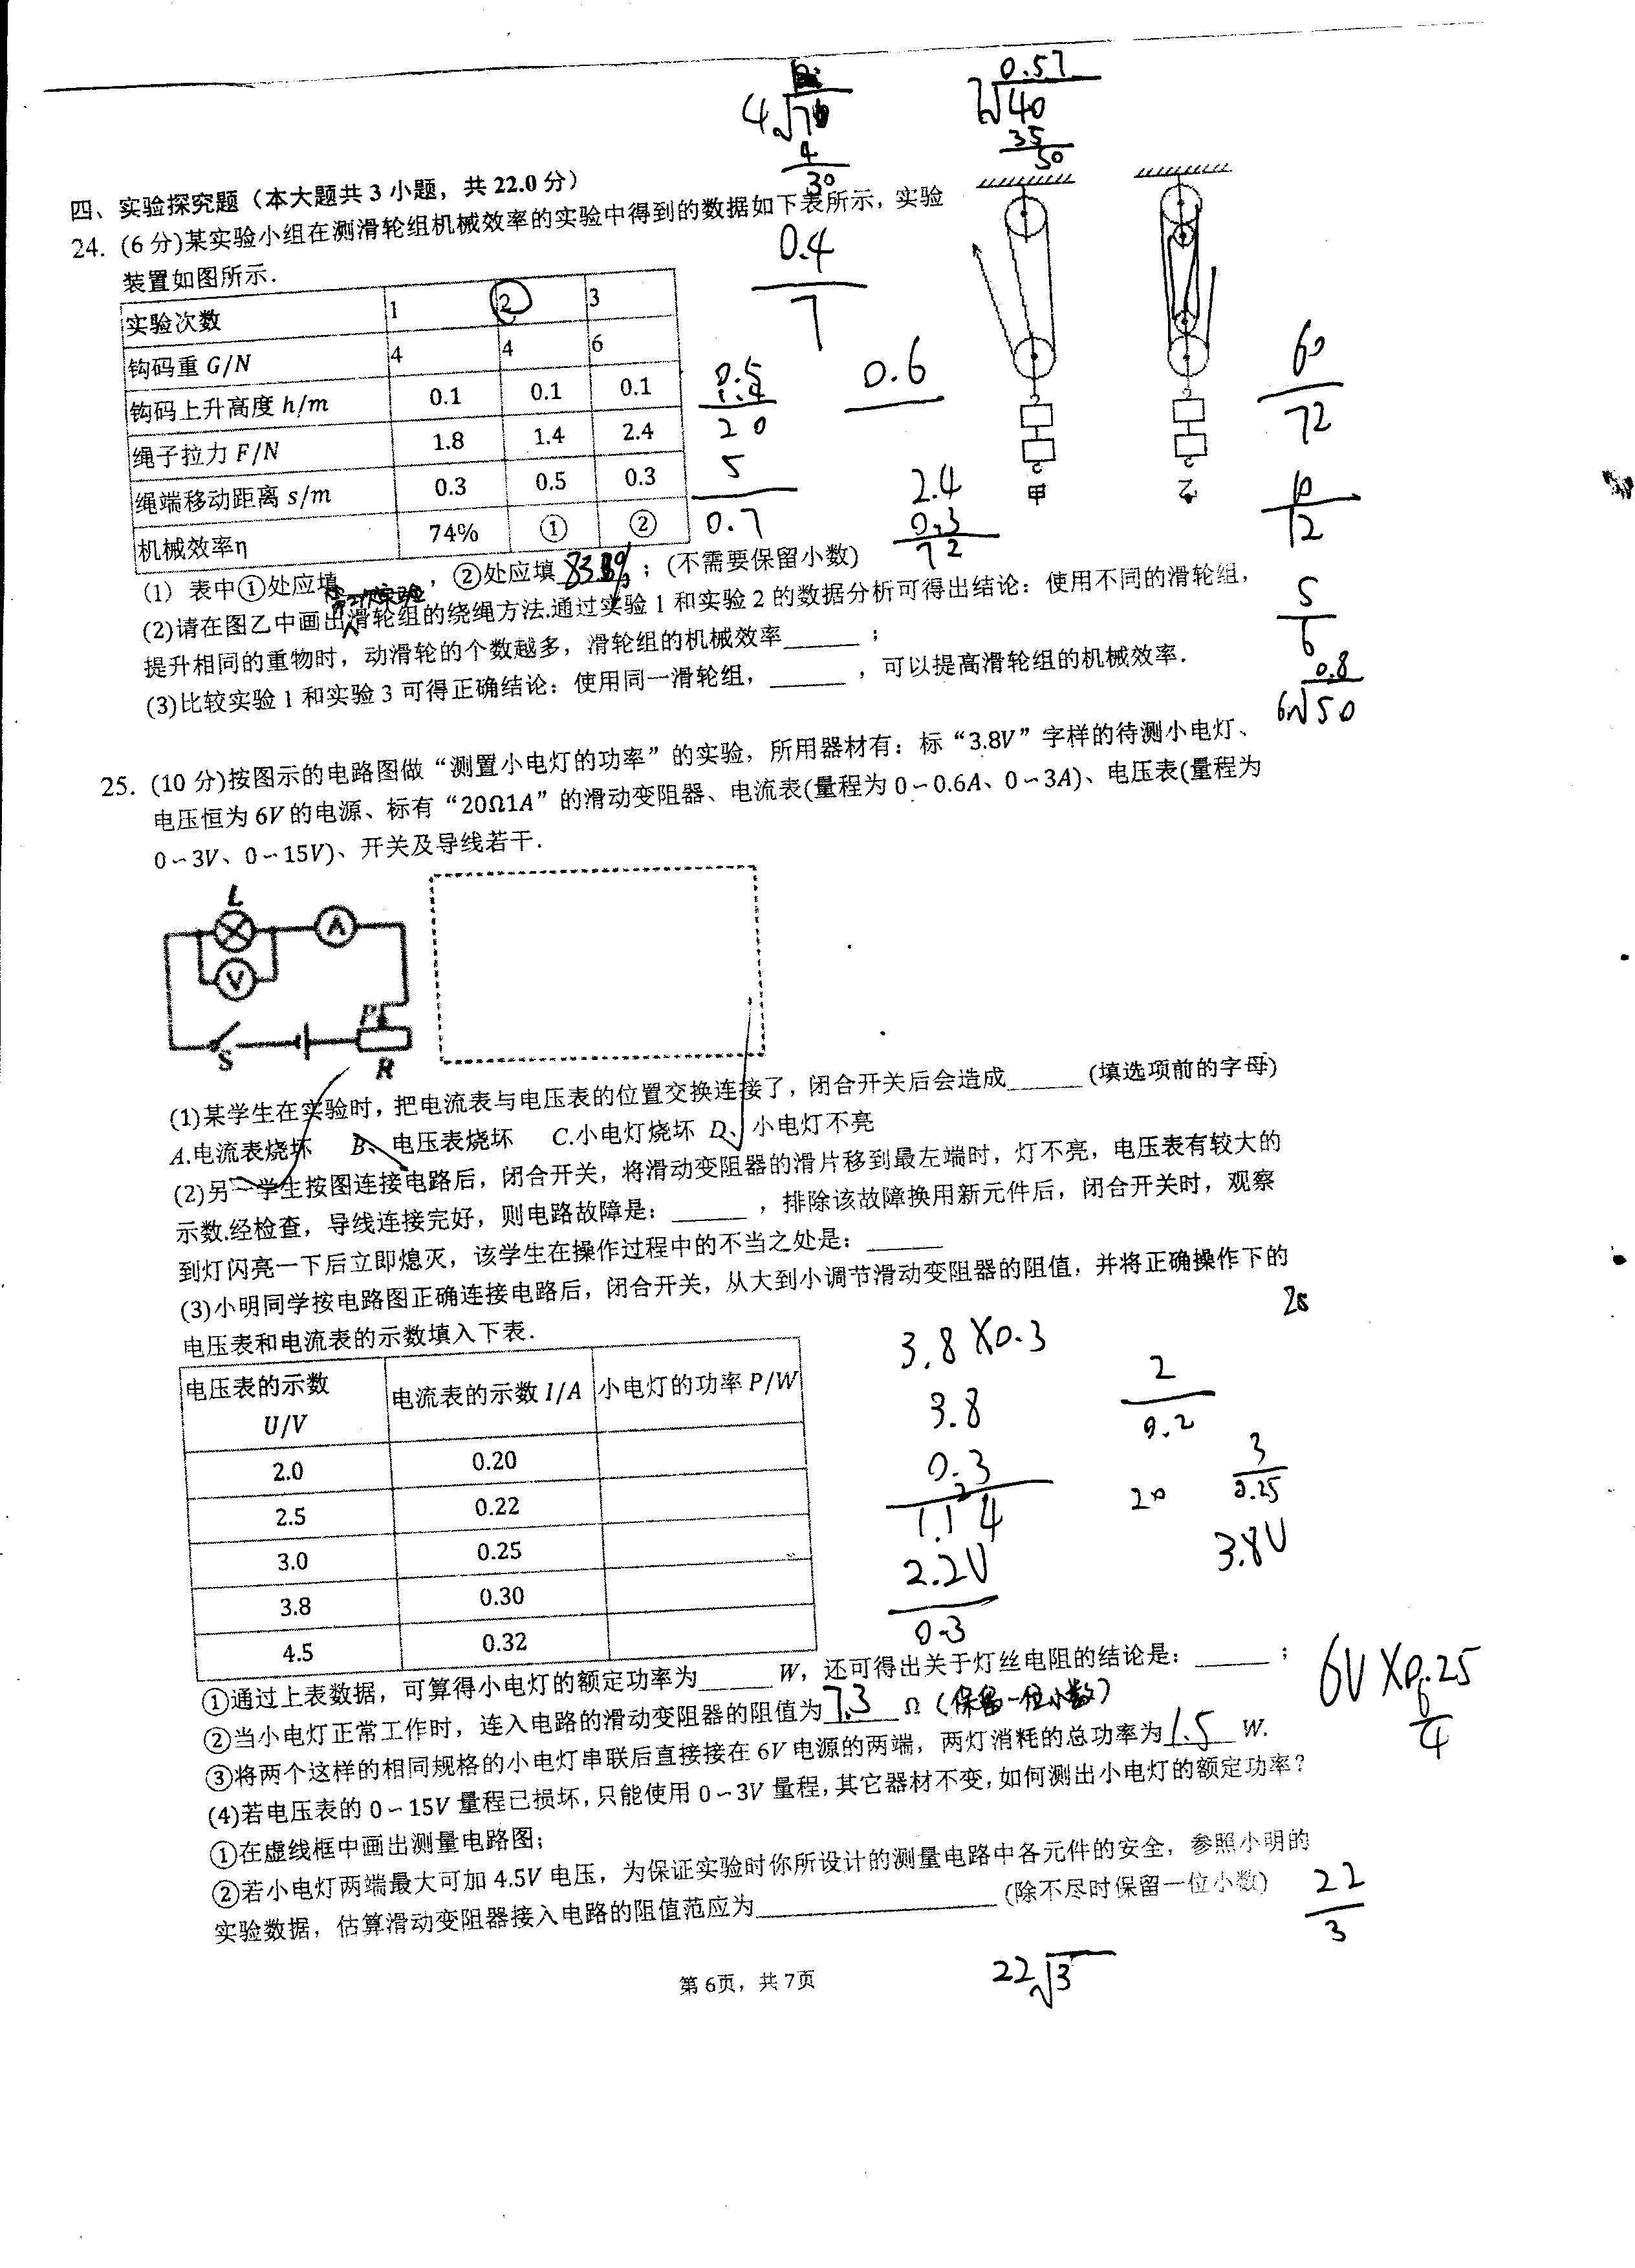 四、实验探究题（本大题共 3 小题，共 22.0 分）
24. (6 分)某实验小组在测滑轮组机械效率的实验中得到的数据如下表所示，实验
装置如图所示.
实验次数 1 2 3
钩码重 G/N 4 4 6
钩码上升高度 h/m 0.1 0.1 0.1
绳子拉力 F/N 1.8 1.4 2.4
绳端移动距离 s/m 0.3 0.5 0.3
机械效率η 74% ① ②
甲 乙
0.57
7 40
35
50
4
4
30
0.4
7
0.5
1.4
20
5
0.7
0.6
2.4
0.3
72
60
72
10
12
5
6
0.8
6 50
(1) 表中①处应填 ，②处应填 83.3% ；(不需要保留小数)
(2)请在图乙中画出滑轮组的绕绳方法.通过实验 1 和实验 2 的数据分析可得出结论：使用不同的滑轮组，
提升相同的重物时，动滑轮的个数越多，滑轮组的机械效率______；
(3)比较实验 1 和实验 3 可得正确结论：使用同一滑轮组，______，可以提高滑轮组的机械效率.
25. (10 分)按图示的电路图做“测置小电灯的功率”的实验，所用器材有：标“3.8V”字样的待测小电灯、
电压恒为 6V 的电源、标有“20Ω1A”的滑动变阻器、电流表(量程为 0－0.6A、0－3A)、电压表(量程为
0－3V、0－15V)、开关及导线若干.
L
A
V
P
S
R
(1)某学生在实验时，把电流表与电压表的位置交换连接了，闭合开关后会造成______(填选项前的字母)
A.电流表烧坏 B、电压表烧坏 C.小电灯烧坏 D、小电灯不亮
(2)另一学生按图连接电路后，闭合开关，将滑动变阻器的滑片移到最左端时，灯不亮，电压表有较大的
示数.经检查，导线连接完好，则电路故障是：______，排除该故障换用新元件后，闭合开关时，观察
到灯闪亮一下后立即熄灭，该学生在操作过程中的不当之处是：______
(3)小明同学按电路图正确连接电路后，闭合开关，从大到小调节滑动变阻器的阻值，并将正确操作下的
电压表和电流表的示数填入下表.
电压表的示数 U/V 电流表的示数 I/A 小电灯的功率 P/W
2.0 0.20
2.5 0.22
3.0 0.25
3.8 0.30
4.5 0.32
3.8 X 0.3
3.8
0.3
1.14
2.2V
0.3
2
0.2
20
3
0.25
3.8V
①通过上表数据，可算得小电灯的额定功率为______W，还可得出关于灯丝电阻的结论是：______；
②当小电灯正常工作时，连入电路的滑动变阻器的阻值为 7.3 Ω（保留一位小数）
③将两个这样的相同规格的小电灯串联后直接接在 6V 电源的两端，两灯消耗的总功率为 1.5 W.
6V X 0.25
6
4
(4)若电压表的 0－15V 量程已损坏,只能使用 0－3V 量程,其它器材不变,如何测出小电灯的额定功率?
①在虚线框中画出测量电路图;
②若小电灯两端最大可加 4.5V 电压，为保证实验时你所设计的测量电路中各元件的安全，参照小明的
实验数据，估算滑动变阻器接入电路的阻值范应为__________________(除不尽时保留一位小数)
22
3
22 3
第 6页，共 7页